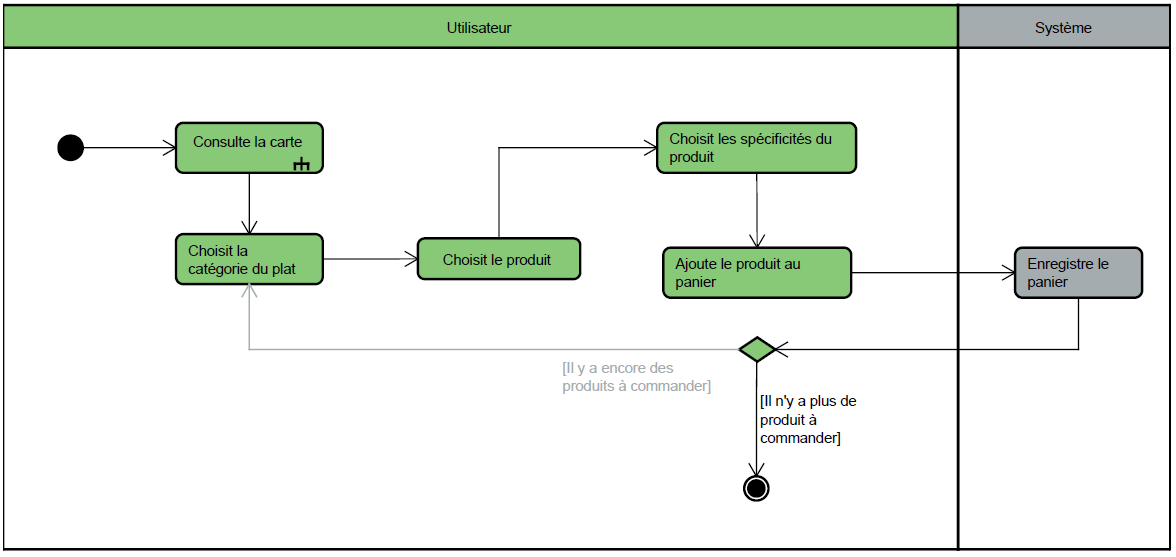 Utilisateur
Système
Consulte la carte
Choisit les spécificités du
produit
Choisit la
catégorie du plat
Choisit le produit
Ajoute le produit au
panier
Enregistre le
panier
[Il y a encore des
produits à commander]
[Il n'y a plus de
produit à
commander]